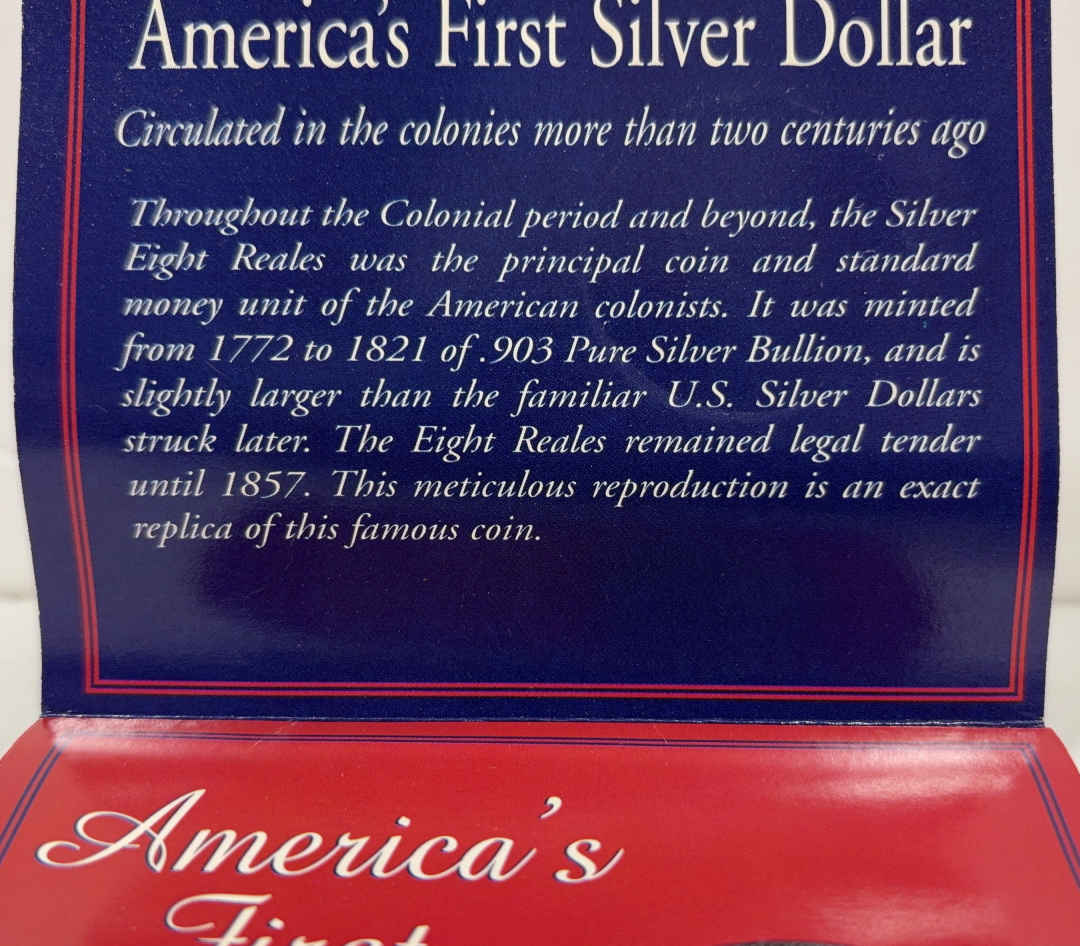 America's First Silver Dollar
Circulated in the colonies more than two centuries ago
Throughout the Colonial period and beyond, the Silver
Eight Reales was the principal coin and standard
money unit of the American colonists. It was minted
from 1772 to 1821 of .903 Pure Silver Bullion, and is
slightly larger than the familiar U.S. Silver Dollars
struck later. The Eight Reales remained legal tender
until 1857. This meticulous reproduction is an exact
replica of this famous coin.
America's
First